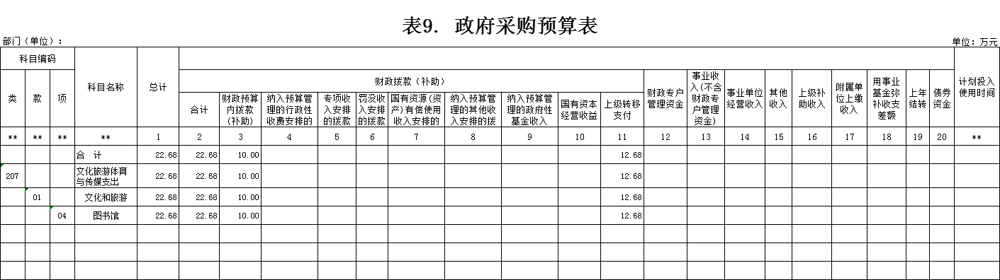 表9. 政府采购预算表
部门（单位）： 单位：万元
科目编码 科目名称 总计 计划投入使用时间
财政拨款（补助） 财政专户管理资金 事业收入(不含财政专户管理资金) 事业单位经营收入 其他收入 上级补助收入 附属单位上缴收入 用事业基金弥补收支差额 上年结转 债券资金
类 款 项 合计 财政预算内拨款(补助) 纳入预算管理的行政性收费安排的 专项收入安排的拨款 罚没收入安排的拨款 国有资源(资产)有偿使用收入安排的 纳入预算管理的其他收入安排的拨 纳入预算管理的政府性基金收入 国有资本经营收益 上级转移支付
** ** ** ** 1 2 3 4 5 6 7 8 9 10 11 12 13 14 15 16 17 18 19 20 **
合 计 22.68 22.68 10.00 12.68
207 文化旅游体育与传媒支出 22.68 22.68 10.00 12.68
01 文化和旅游 22.68 22.68 10.00 12.68
04 图书馆 22.68 22.68 10.00 12.68